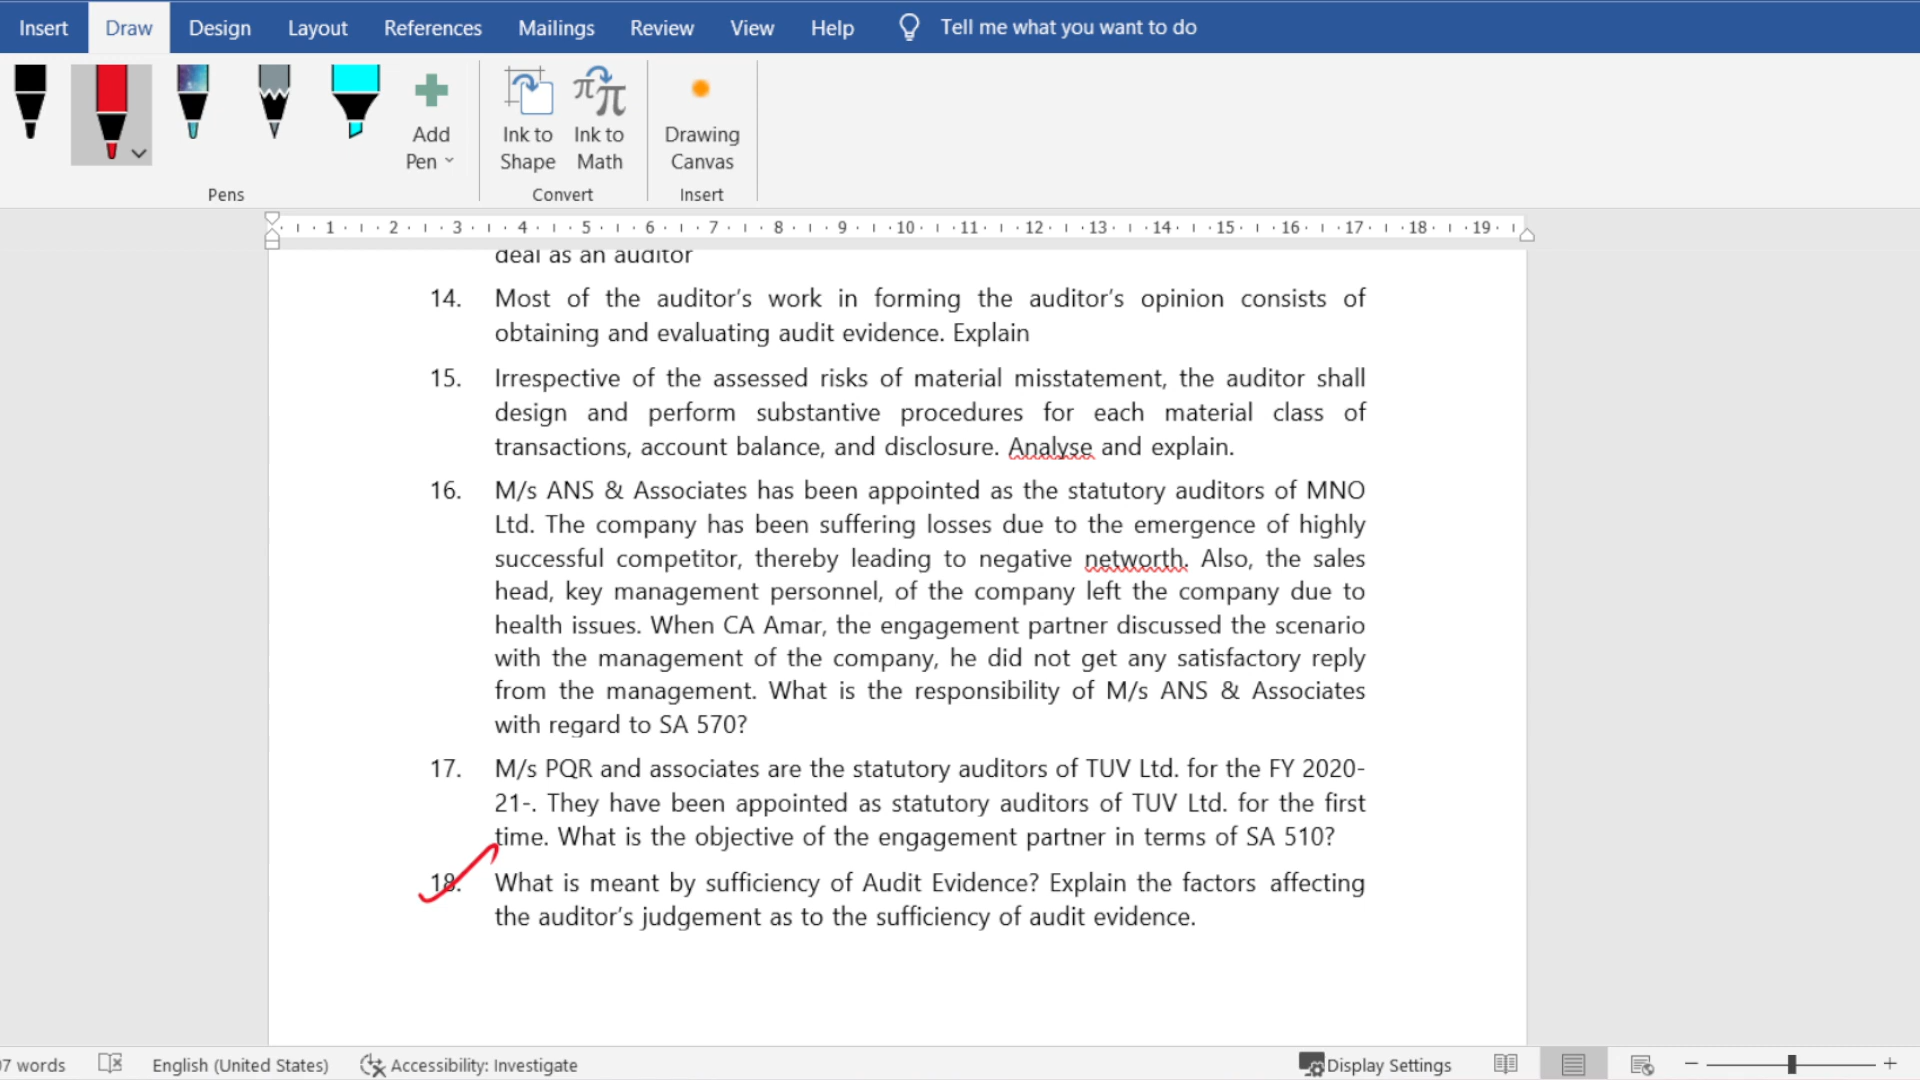 Insert Draw Design Layout References Mailings Review View Help Tell me what you want to do
Add Pen
Ink to Shape
Ink to Math
Drawing Canvas
Pens Convert Insert
1 2 3 4 5 6 7 8 9 10 11 12 13 14 15 16 17 18 19
deal as an auditor
14. Most of the auditor's work in forming the auditor's opinion consists of
obtaining and evaluating audit evidence. Explain
15. Irrespective of the assessed risks of material misstatement, the auditor shall
design and perform substantive procedures for each material class of
transactions, account balance, and disclosure. Analyse and explain.
16. M/s ANS & Associates has been appointed as the statutory auditors of MNO
Ltd. The company has been suffering losses due to the emergence of highly
successful competitor, thereby leading to negative networth. Also, the sales
head, key management personnel, of the company left the company due to
health issues. When CA Amar, the engagement partner discussed the scenario
with the management of the company, he did not get any satisfactory reply
from the management. What is the responsibility of M/s ANS & Associates
with regard to SA 570?
17. M/s PQR and associates are the statutory auditors of TUV Ltd. for the FY 2020-
21-. They have been appointed as statutory auditors of TUV Ltd. for the first
time. What is the objective of the engagement partner in terms of SA 510?
18. What is meant by sufficiency of Audit Evidence? Explain the factors affecting
the auditor's judgement as to the sufficiency of audit evidence.
words English (United States) Accessibility: Investigate Display Settings